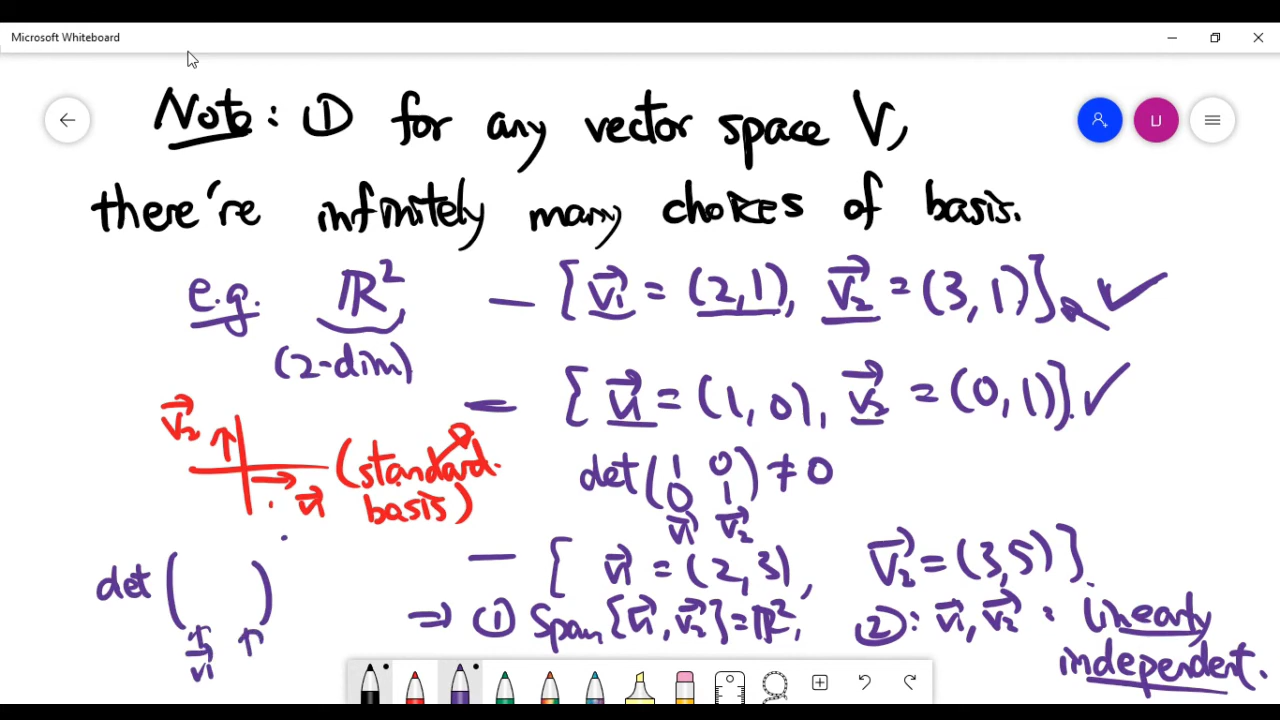 Microsoft Whiteboard
Note: ① for any vector space V,
there're infinitely many choices of basis.
e.g. ℝ² — [v⃗₁ = (2,1), v⃗₂ = (3,1)] ✓
(2-dim)
— [v⃗₁ = (1,0), v⃗₂ = (0,1)]. ✓
v⃗₂
v⃗₁
(standard
basis)
det(1 0
0 1) ≠ 0
v⃗₁ v⃗₂
— [v⃗₁ = (2,3), v⃗₂ = (3,5)].
det ( )
v⃗₁
⇒ ① Span[v⃗₁, v⃗₂] = ℝ², ②: v⃗₁, v⃗₂ : linearly
independent.
U